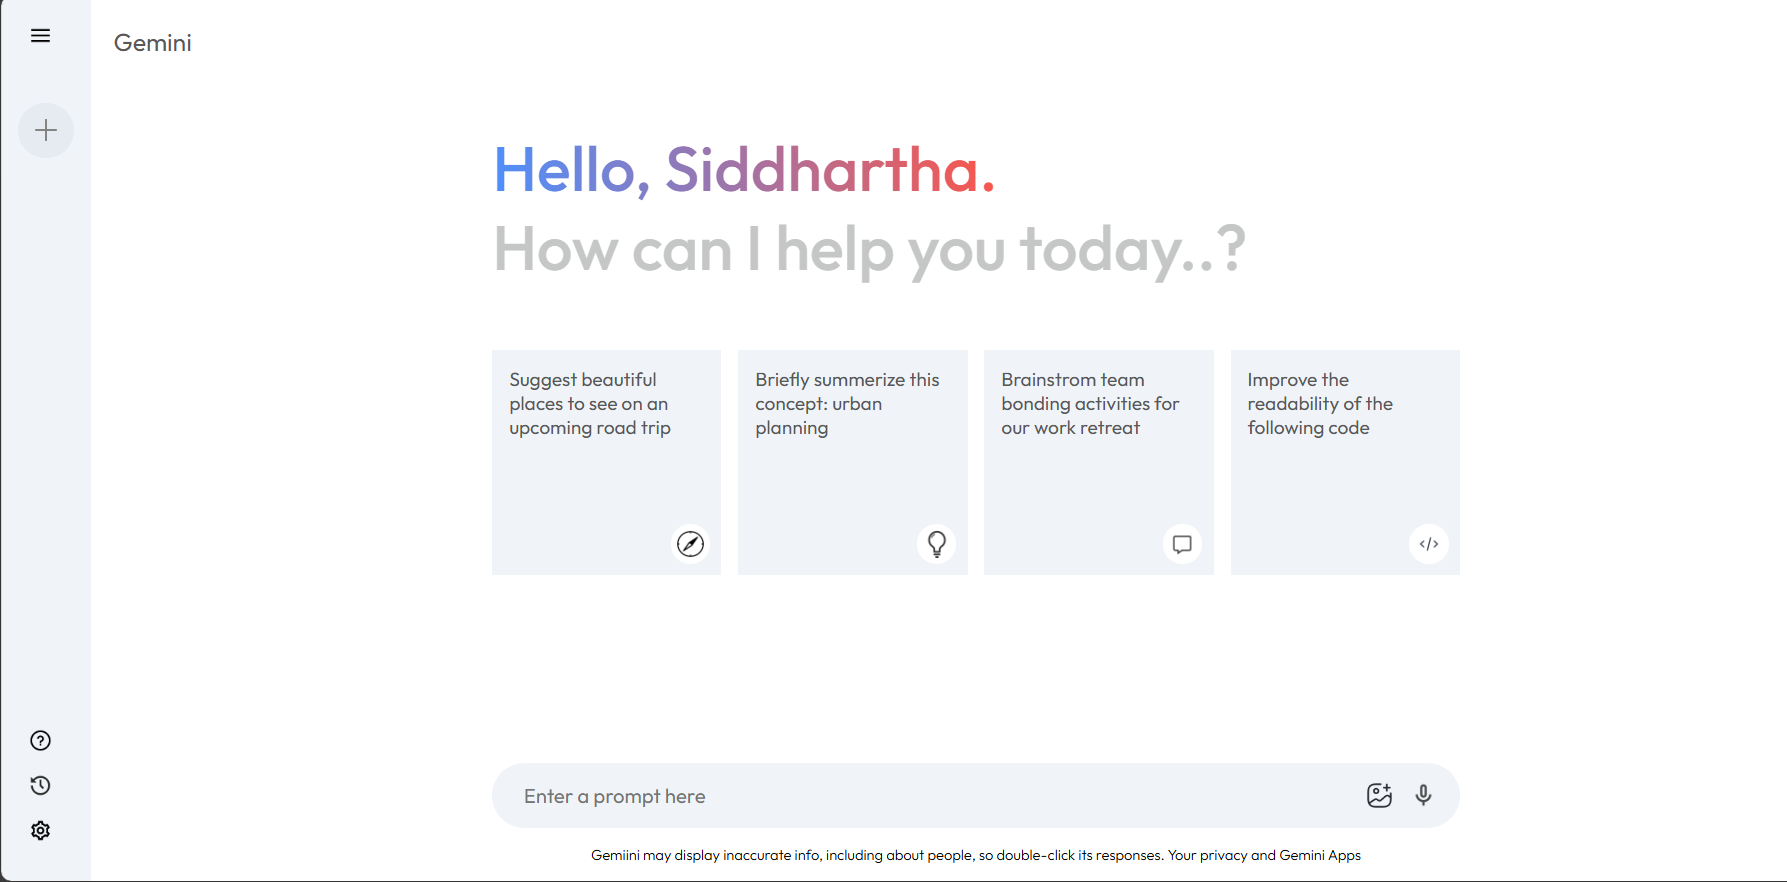 Gemini
Hello, Siddhartha.
How can I help you today..?
Suggest beautiful
places to see on an
upcoming road trip
Briefly summerize this
concept: urban
planning
Brainstrom team
bonding activities for
our work retreat
Improve the
readability of the
following code
Enter a prompt here
Gemiini may display inaccurate info, including about people, so double-click its responses. Your privacy and Gemini Apps